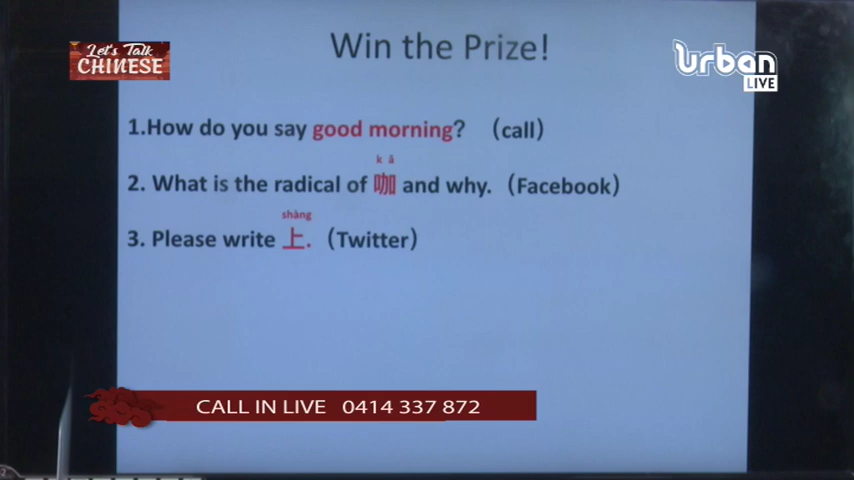 Let's Talk
CHINESE
urban
LIVE
Win the Prize!
1.How do you say good morning? (call)
kā
2. What is the radical of 咖 and why. (Facebook)
shàng
3. Please write 上. (Twitter)
CALL IN LIVE 0414 337 872